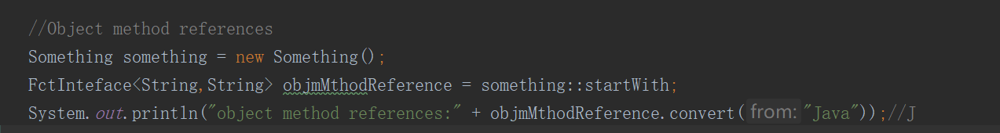 //Object method references
Something something = new Something();
FctInteface<String,String> objmMthodReference = something::startWith;
System.out.println("object method references:" + objmMthodReference.convert( from: "Java"));//J